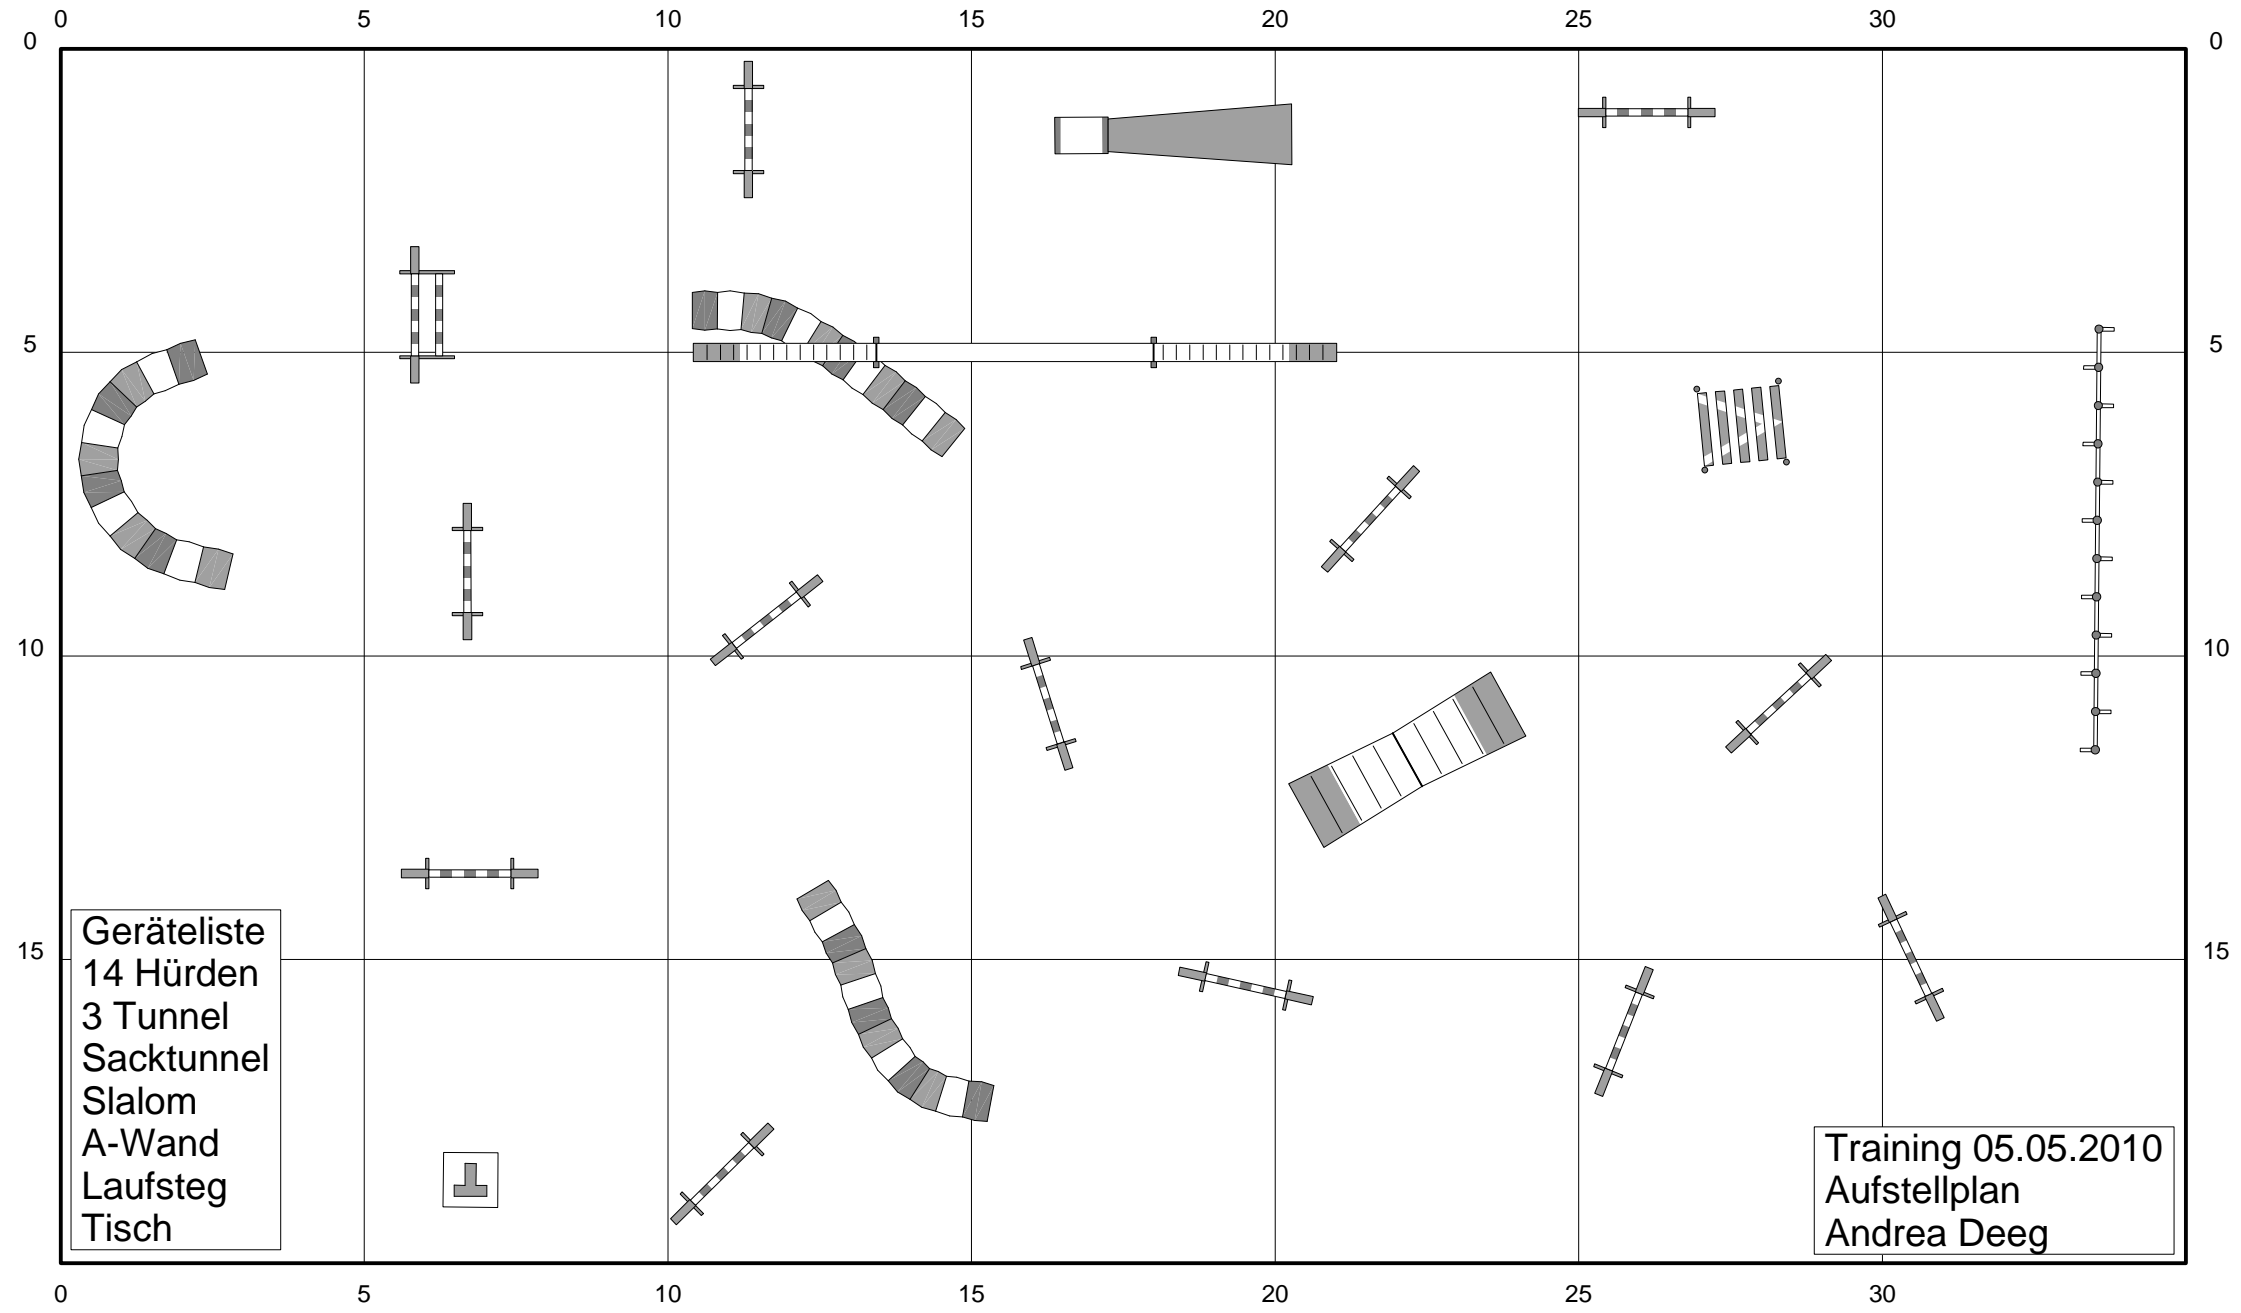 0 5 10 15 20 25 30
0 0
5 5
10 10
15 15
Geräteliste
14 Hürden
3 Tunnel
Sacktunnel
Slalom
A-Wand
Laufsteg
Tisch
T
Training 05.05.2010
Aufstellplan
Andrea Deeg
0 5 10 15 20 25 30